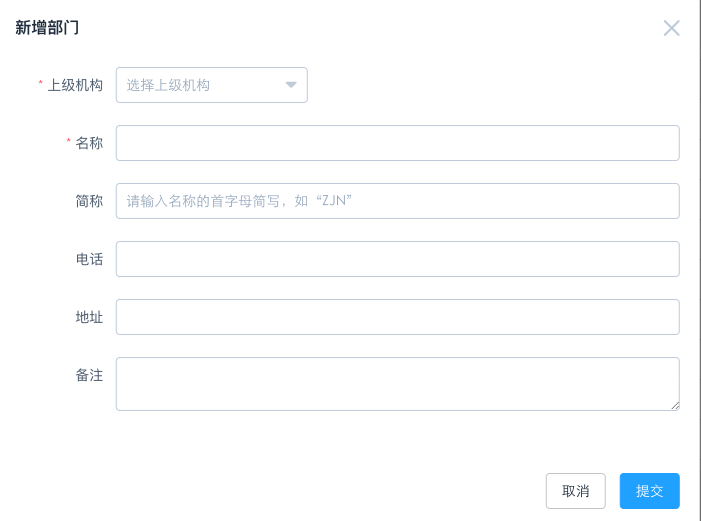 新增部门
* 上级机构 选择上级机构
* 名称
简称 请输入名称的首字母简写，如“ZJN”
电话
地址
备注
取消 提交